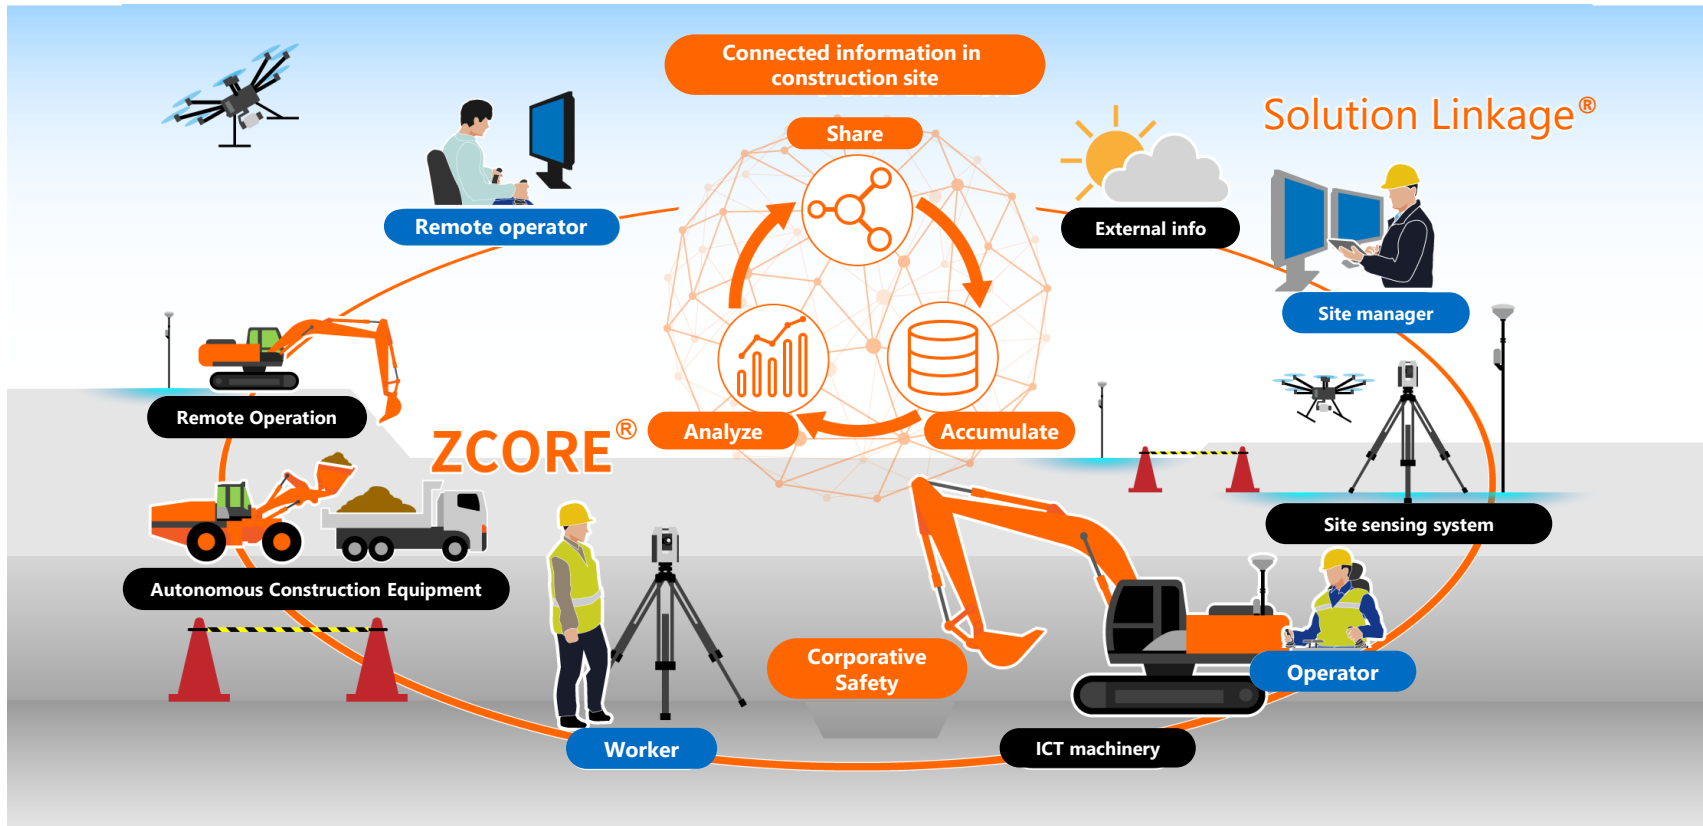 Connected information in
construction site
Share
Solution Linkage®
Remote operator
External info
Site manager
Remote Operation
ZCORE®
Analyze
Accumulate
Site sensing system
Autonomous Construction Equipment
Corporative
Safety
Operator
Worker
ICT machinery